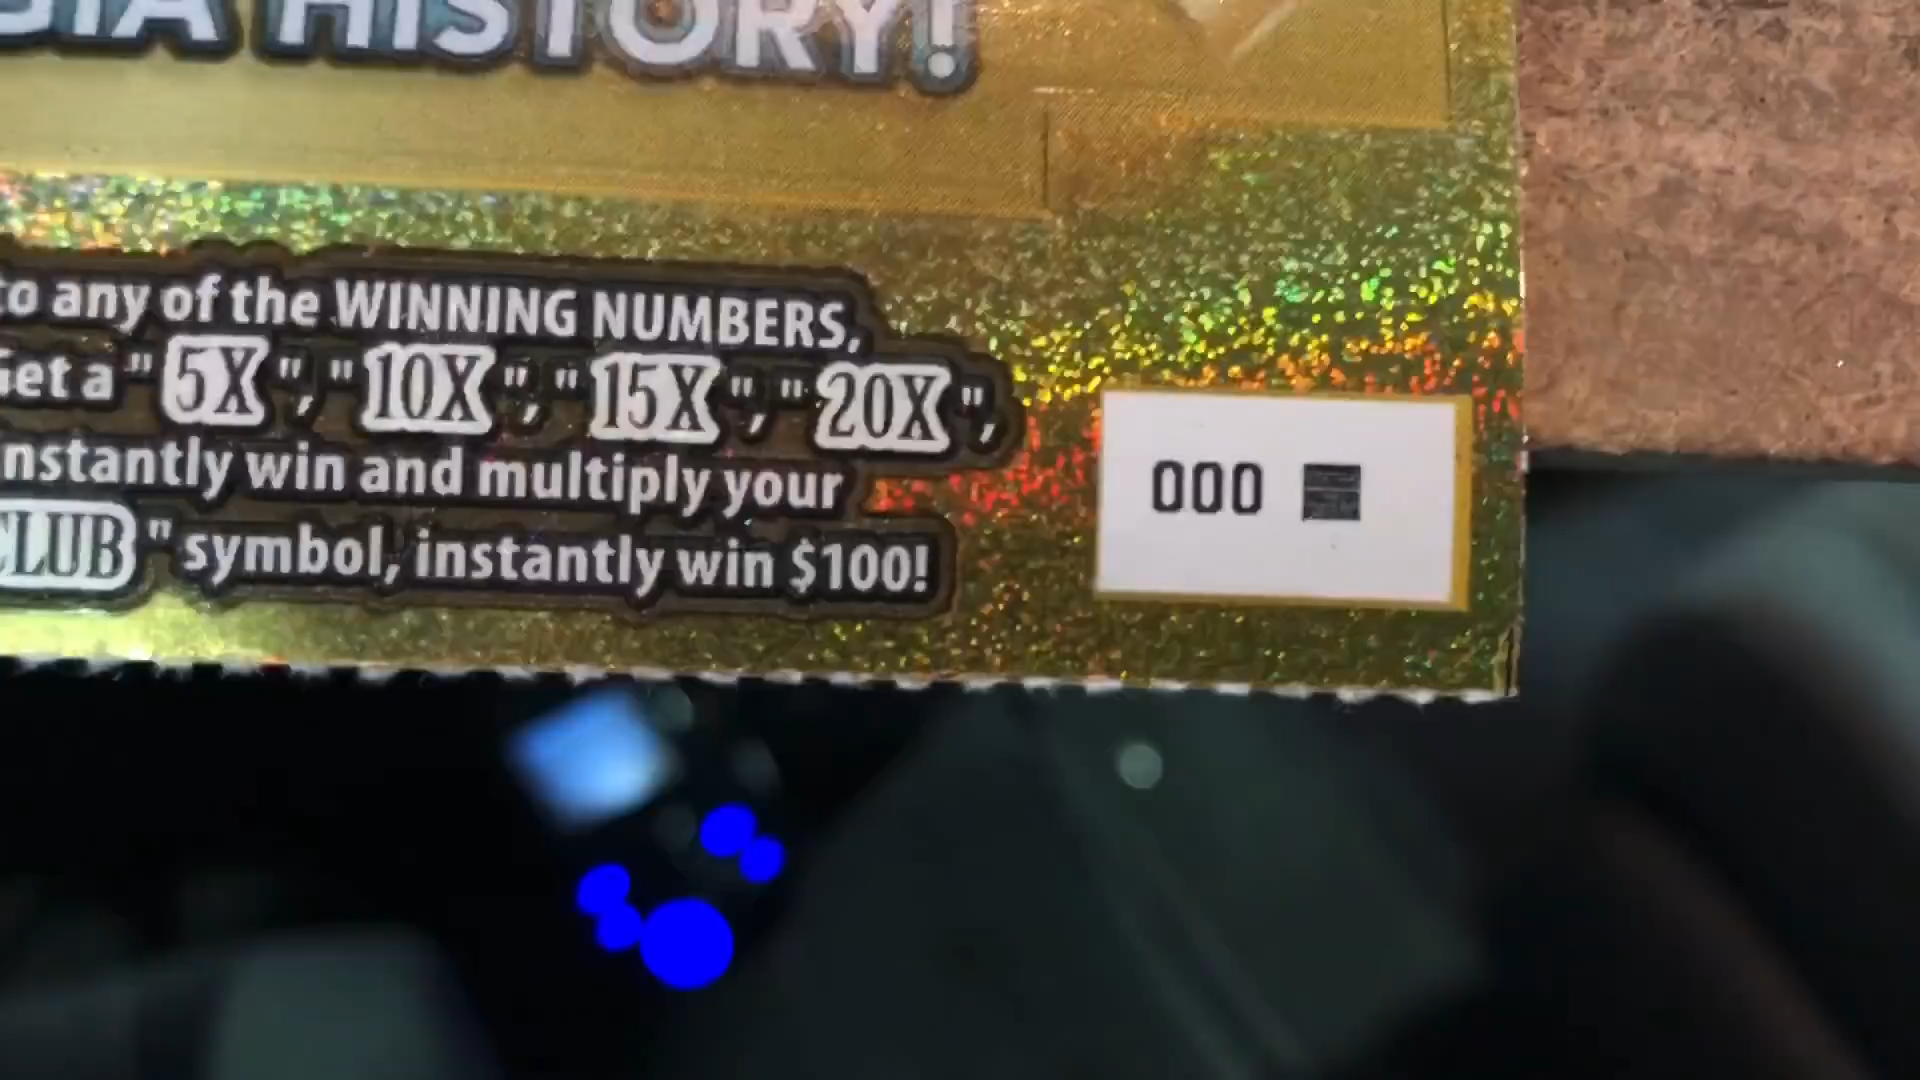 HISTORY!
to any of the WINNING NUMBERS,
Get a "5X", "10X", "15X", "20X",
instantly win and multiply your
CLUB" symbol, instantly win $100!
000